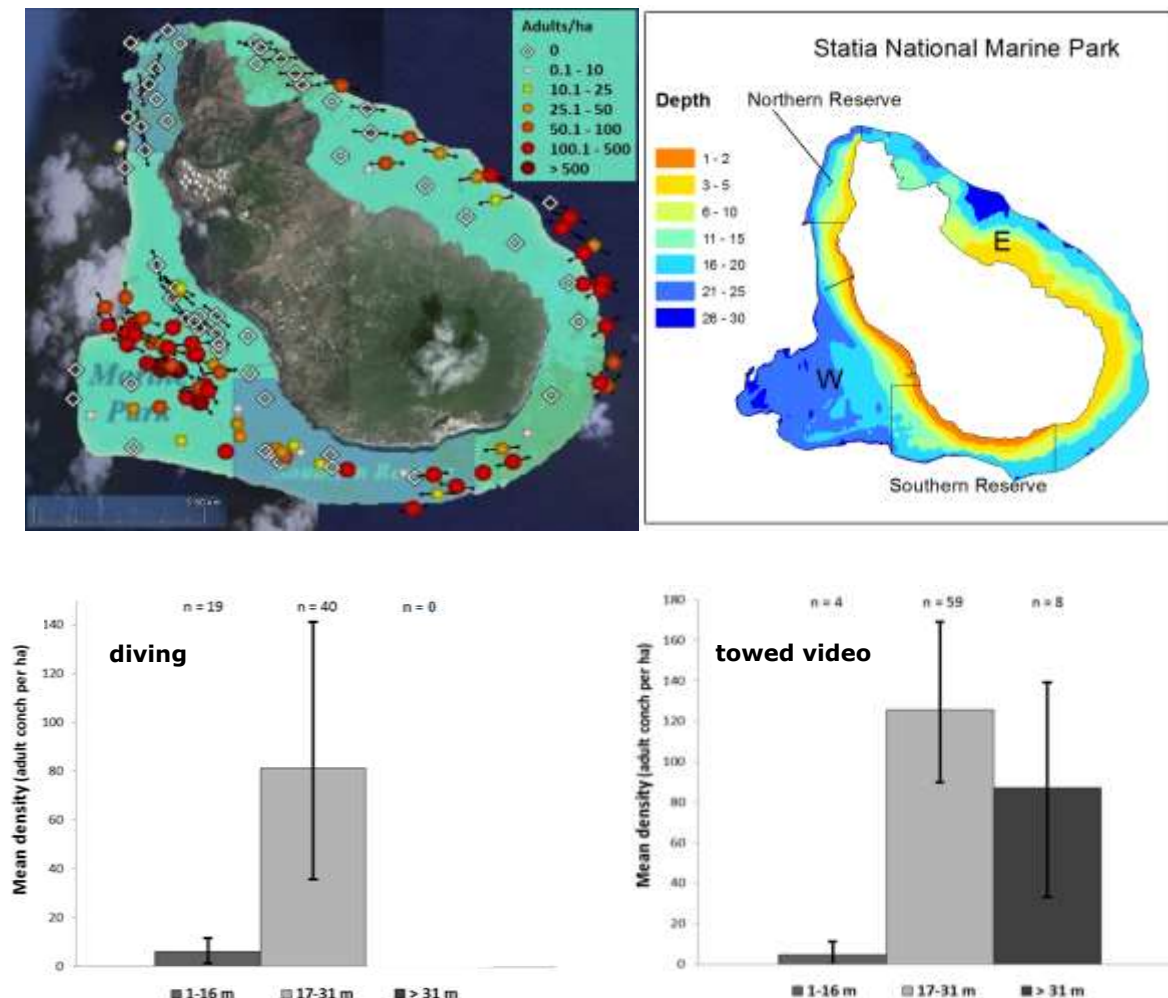 Adults/ha
0
0.1 - 10
10.1 - 25
25.1 - 50
50.1 - 100
100.1 - 500
> 500
Marine
Park
Southern Reserve
Statia National Marine Park
Depth
Northern Reserve
1 - 2
3 - 5
6 - 10
11 - 15
16 - 20
21 - 25
26 - 30
E
W
Southern Reserve
Mean density (adult conch per ha)
140
120
100
80
60
40
20
0
n = 19
n = 40
n = 0
diving
1-16 m
17-31 m
> 31 m
Mean density (adult conch per ha)
180
160
140
120
100
80
60
40
20
0
n = 4
n = 59
n = 8
towed video
1-16 m
17-31 m
> 31 m